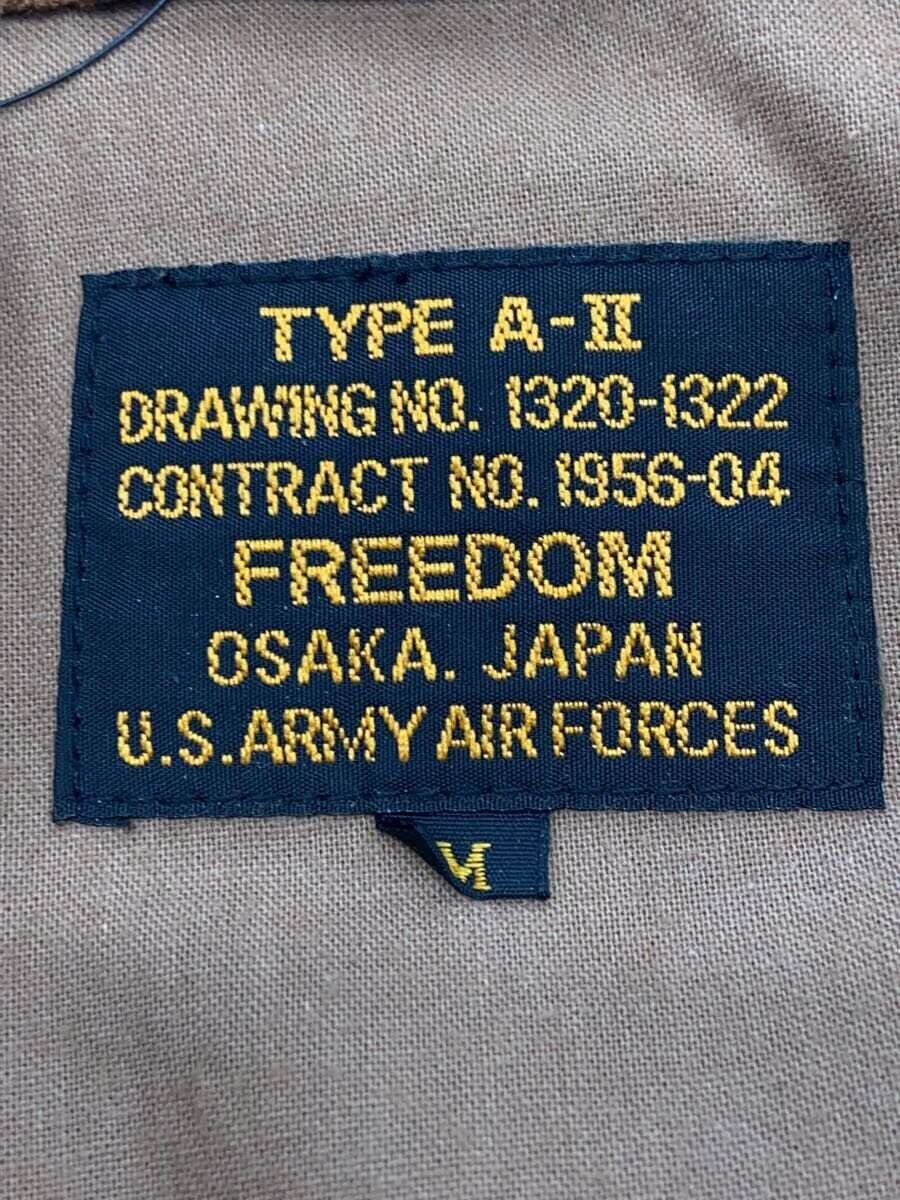 TYPE A-II
DRAWING NO. 1320-1322
CONTRACT NO. 1956-04
FREEDOM
OSAKA. JAPAN
U.S.ARMY AIR FORCES
M